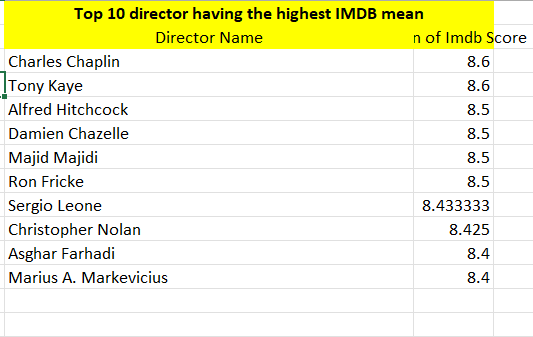 Top 10 director having the highest IMDB mean
Director Name n of Imdb Score
Charles Chaplin 8.6
Tony Kaye 8.6
Alfred Hitchcock 8.5
Damien Chazelle 8.5
Majid Majidi 8.5
Ron Fricke 8.5
Sergio Leone 8.433333
Christopher Nolan 8.425
Asghar Farhadi 8.4
Marius A. Markevicius 8.4